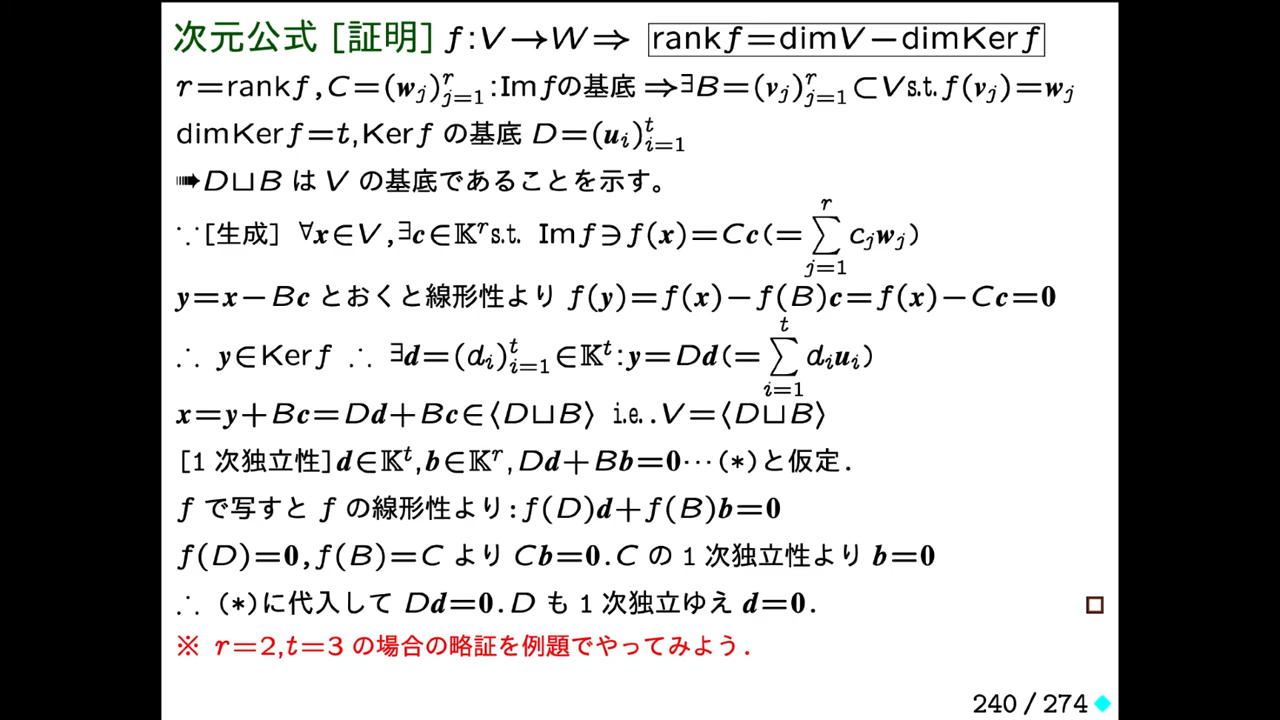 次元公式 [証明] f:V→W⇒ rankf=dimV−dimKerf
r=rankf,C=(w_j)_{j=1}^r:Imfの基底 ⇒∃B=(v_j)_{j=1}^r⊂Vs.t.f(v_j)=w_j
dimKerf=t,Kerf の基底 D=(u_i)_{i=1}^t
➠D⊔B は V の基底であることを示す。
∵[生成] ∀x∈V,∃c∈𝕂^r s.t. Imf∋f(x)=Cc(=∑_{j=1}^{r} c_jw_j)
y=x−Bc とおくと線形性より f(y)=f(x)−f(B)c=f(x)−Cc=0
∴ y∈Kerf ∴ ∃d=(d_i)_{i=1}^t∈𝕂^t:y=Dd(=∑_{i=1}^{t} d_iu_i)
x=y+Bc=Dd+Bc∈⟨D⊔B⟩ i.e..V=⟨D⊔B⟩
[1 次独立性]d∈𝕂^t,b∈𝕂^r,Dd+Bb=0⋯(*)と仮定.
f で写すと f の線形性より:f(D)d+f(B)b=0
f(D)=0,f(B)=C より Cb=0.C の 1 次独立性より b=0
∴ (*)に代入して Dd=0.D も 1 次独立ゆえ d=0. □
※ r=2,t=3 の場合の略証を例題でやってみよう.
240 / 274◆